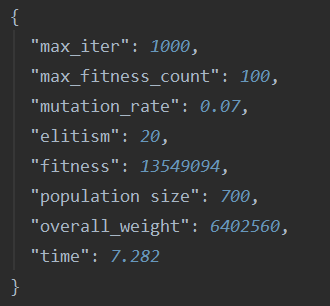 {
"max_iter": 1000,
"max_fitness_count": 100,
"mutation_rate": 0.07,
"elitism": 20,
"fitness": 13549094,
"population size": 700,
"overall_weight": 6402560,
"time": 7.282
}